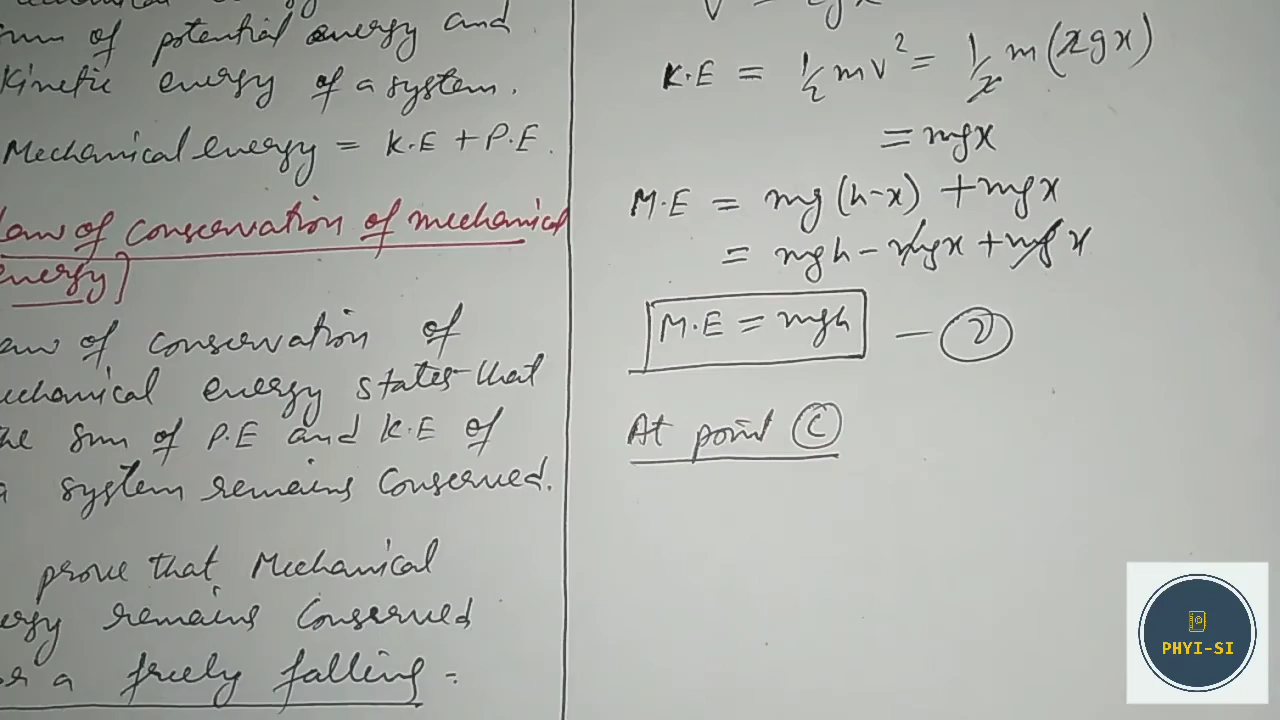 sum of potential energy and
Kinetic energy of a system.
Mechanical energy = K.E + P.E.
Law of conservation of mechanical
energy]
Law of conservation of
mechanical energy states that
the sum of P.E and K.E of
a system remains Conserved.
prove that Mechanical
energy remains Conserved
for a freely falling =
K.E = 1/2 mv² = 1/2 m(2gx)
= mgx
M.E = mg(h-x) + mgx
= mgh - mgx + mgx
M.E = mgh — (2)
At point (C)
PHYI-SI